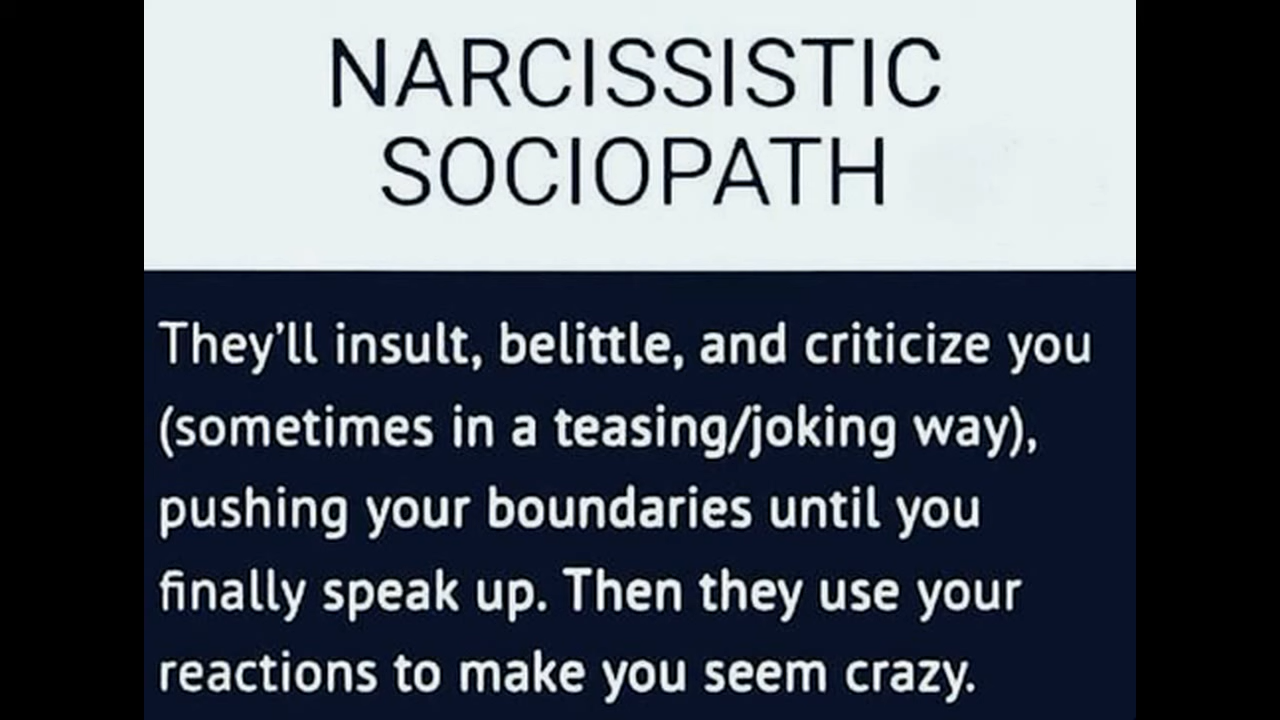 NARCISSISTIC
SOCIOPATH
They’ll insult, belittle, and criticize you
(sometimes in a teasing/joking way),
pushing your boundaries until you
finally speak up. Then they use your
reactions to make you seem crazy.